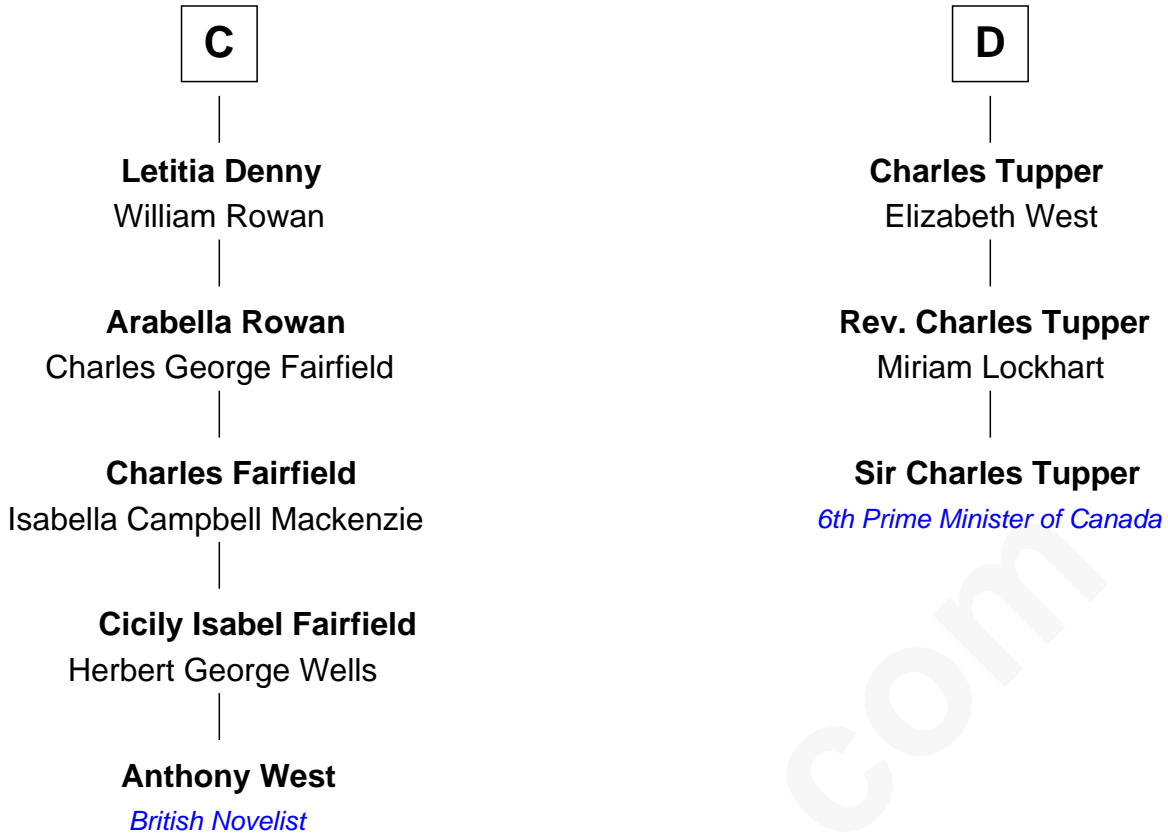 C
Letitia Denny
William Rowan
Arabella Rowan
Charles George Fairfield
Charles Fairfield
Isabella Campbell Mackenzie
Cicily Isabel Fairfield
Herbert George Wells
Anthony West
British Novelist
D
Charles Tupper
Elizabeth West
Rev. Charles Tupper
Miriam Lockhart
Sir Charles Tupper
6th Prime Minister of Canada
com